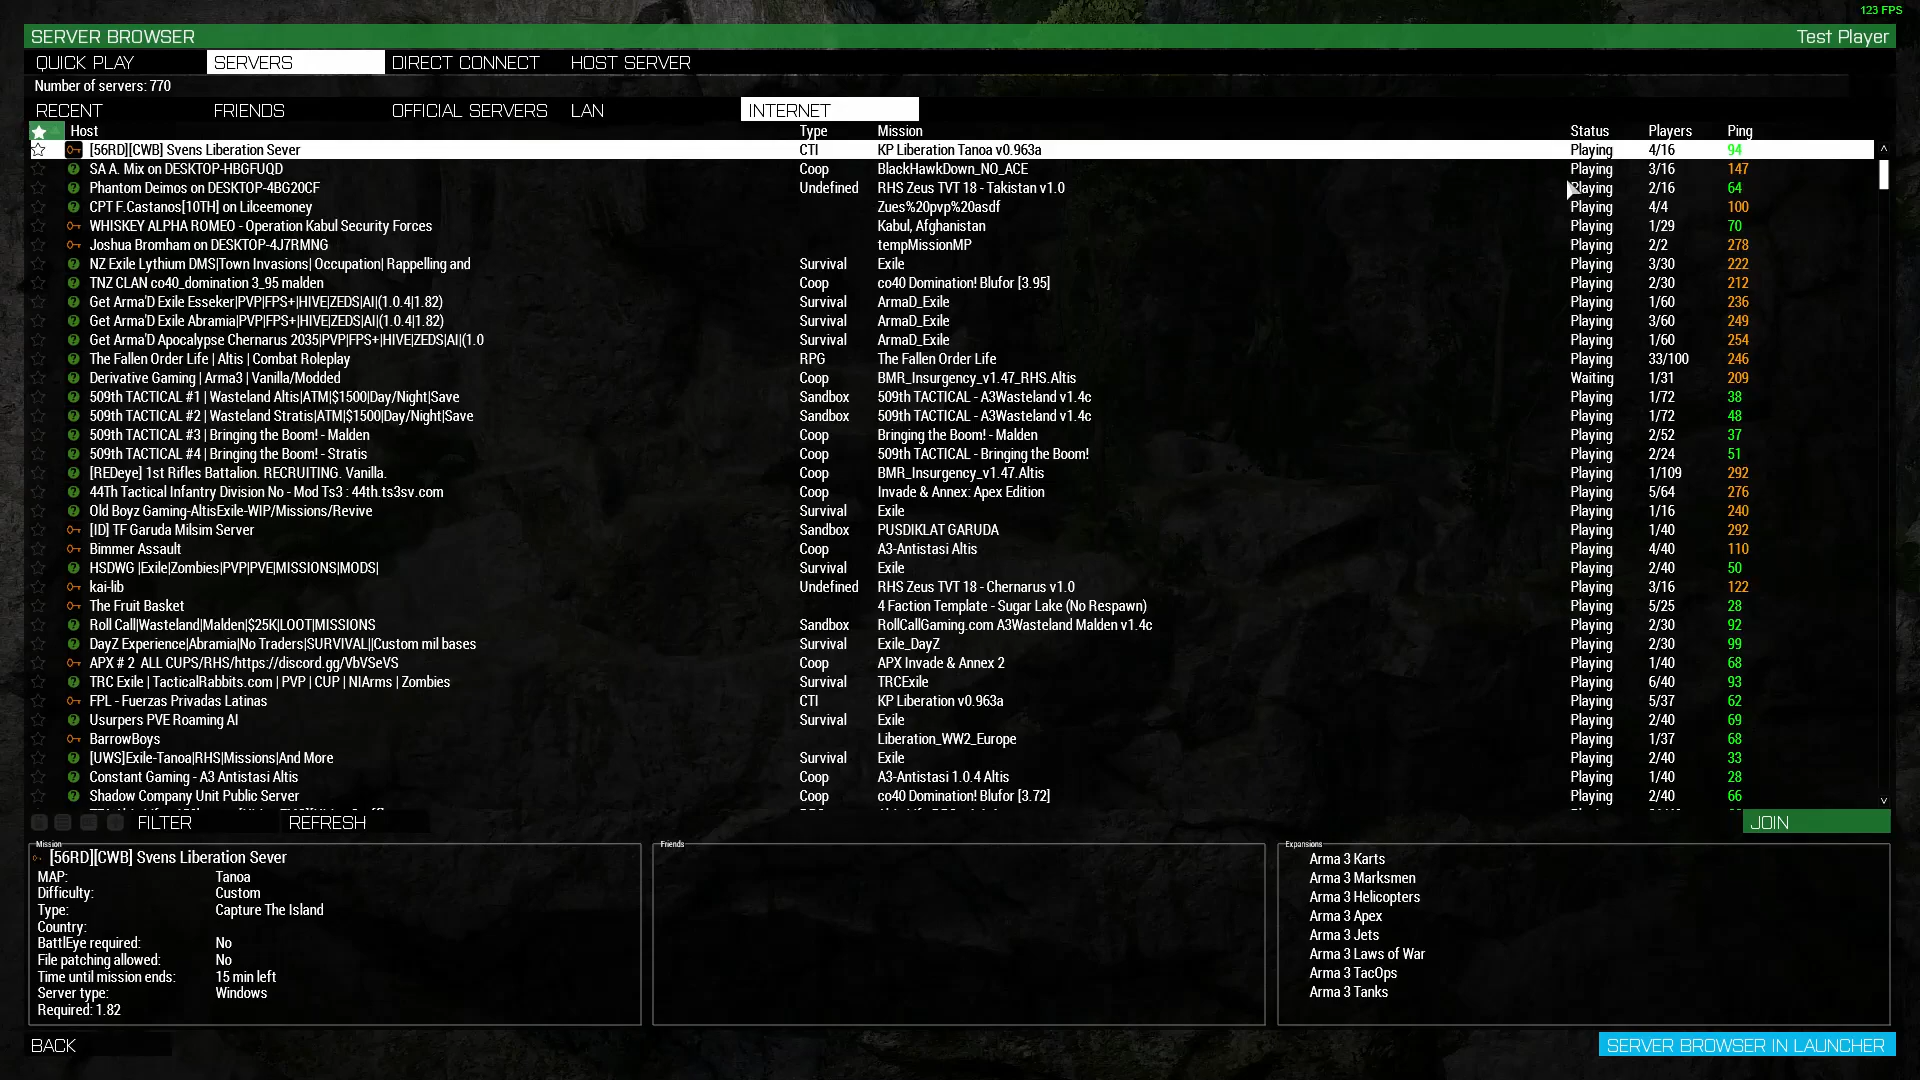 123 FPS
SERVER BROWSER Test Player
QUICK PLAY SERVERS DIRECT CONNECT HOST SERVER
Number of servers: 770
RECENT FRIENDS OFFICIAL SERVERS LAN INTERNET
Host Type Mission Status Players Ping
[56RD][CWB] Svens Liberation Sever CTI KP Liberation Tanoa v0.963a Playing 4/16 94
SA A. Mix on DESKTOP-HBGFUQD Coop BlackHawkDown_NO_ACE Playing 3/16 147
Phantom Deimos on DESKTOP-4BG20CF Undefined RHS Zeus TVT 18 - Takistan v1.0 Playing 2/16 64
CPT F.Castanos[10TH] on Lilceemoney Zues%20pvp%20asdf Playing 4/4 100
WHISKEY ALPHA ROMEO - Operation Kabul Security Forces Kabul, Afghanistan Playing 1/29 70
Joshua Bromham on DESKTOP-4J7RMNG tempMissionMP Playing 2/2 278
NZ Exile Lythium DMS|Town Invasions| Occupation| Rappelling and Survival Exile Playing 3/30 222
TNZ CLAN co40_domination 3_95 malden Coop co40 Domination! Blufor [3.95] Playing 2/30 212
Get Arma'D Exile Esseker|PVP|FPS+|HIVE|ZEDS|AI|(1.0.4|1.82) Survival ArmaD_Exile Playing 1/60 236
Get Arma'D Exile Abramia|PVP|FPS+|HIVE|ZEDS|AI|(1.0.4|1.82) Survival ArmaD_Exile Playing 3/60 249
Get Arma'D Apocalypse Chernarus 2035|PVP|FPS+|HIVE|ZEDS|AI|(1.0 Survival ArmaD_Exile Playing 1/60 254
The Fallen Order Life | Altis | Combat Roleplay RPG The Fallen Order Life Playing 33/100 246
Derivative Gaming | Arma3 | Vanilla/Modded Coop BMR_Insurgency_v1.47_RHS.Altis Waiting 1/31 209
509th TACTICAL #1 | Wasteland Altis|ATM|$1500|Day/Night|Save Sandbox 509th TACTICAL - A3Wasteland v1.4c Playing 1/72 38
509th TACTICAL #2 | Wasteland Stratis|ATM|$1500|Day/Night|Save Sandbox 509th TACTICAL - A3Wasteland v1.4c Playing 1/72 48
509th TACTICAL #3 | Bringing the Boom! - Malden Coop Bringing the Boom! - Malden Playing 2/52 37
509th TACTICAL #4 | Bringing the Boom! - Stratis Coop 509th TACTICAL - Bringing the Boom! Playing 2/24 51
[REDeye] 1st Rifles Battalion. RECRUITING. Vanilla. Coop BMR_Insurgency_v1.47.Altis Playing 1/109 292
44Th Tactical Infantry Division No - Mod Ts3 : 44th.ts3sv.com Coop Invade & Annex: Apex Edition Playing 5/64 276
Old Boyz Gaming-AltisExile-WIP/Missions/Revive Survival Exile Playing 1/16 240
[ID] TF Garuda Milsim Server Sandbox PUSDIKLAT GARUDA Playing 1/40 292
Bimmer Assault Coop A3-Antistasi Altis Playing 4/40 110
HSDWG |Exile|Zombies|PVP|PVE|MISSIONS|MODS| Survival Exile Playing 2/40 50
kai-lib Undefined RHS Zeus TVT 18 - Chernarus v1.0 Playing 3/16 122
The Fruit Basket 4 Faction Template - Sugar Lake (No Respawn) Playing 5/25 28
Roll Call|Wasteland|Malden|$25K|LOOT|MISSIONS Sandbox RollCallGaming.com A3Wasteland Malden v1.4c Playing 2/30 92
DayZ Experience|Abramia|No Traders|SURVIVAL||Custom mil bases Survival Exile_DayZ Playing 2/30 99
APX # 2 ALL CUPS/RHS/https://discord.gg/VbVSeVS Coop APX Invade & Annex 2 Playing 1/40 68
TRC Exile | TacticalRabbits.com | PVP | CUP | NIArms | Zombies Survival TRCExile Playing 6/40 93
FPL - Fuerzas Privadas Latinas CTI KP Liberation v0.963a Playing 5/37 62
Usurpers PVE Roaming AI Survival Exile Playing 2/40 69
BarrowBoys Liberation_WW2_Europe Playing 1/37 68
[UWS]Exile-Tanoa|RHS|Missions|And More Survival Exile Playing 2/40 33
Constant Gaming - A3 Antistasi Altis Coop A3-Antistasi 1.0.4 Altis Playing 1/40 28
Shadow Company Unit Public Server Coop co40 Domination! Blufor [3.72] Playing 2/40 66
FILTER REFRESH JOIN
Mission Friends Expansions
[56RD][CWB] Svens Liberation Sever
MAP: Tanoa
Difficulty: Custom
Type: Capture The Island
Country:
BattlEye required: No
File patching allowed: No
Time until mission ends: 15 min left
Server type: Windows
Required: 1.82
Arma 3 Karts
Arma 3 Marksmen
Arma 3 Helicopters
Arma 3 Apex
Arma 3 Jets
Arma 3 Laws of War
Arma 3 TacOps
Arma 3 Tanks
BACK SERVER BROWSER IN LAUNCHER